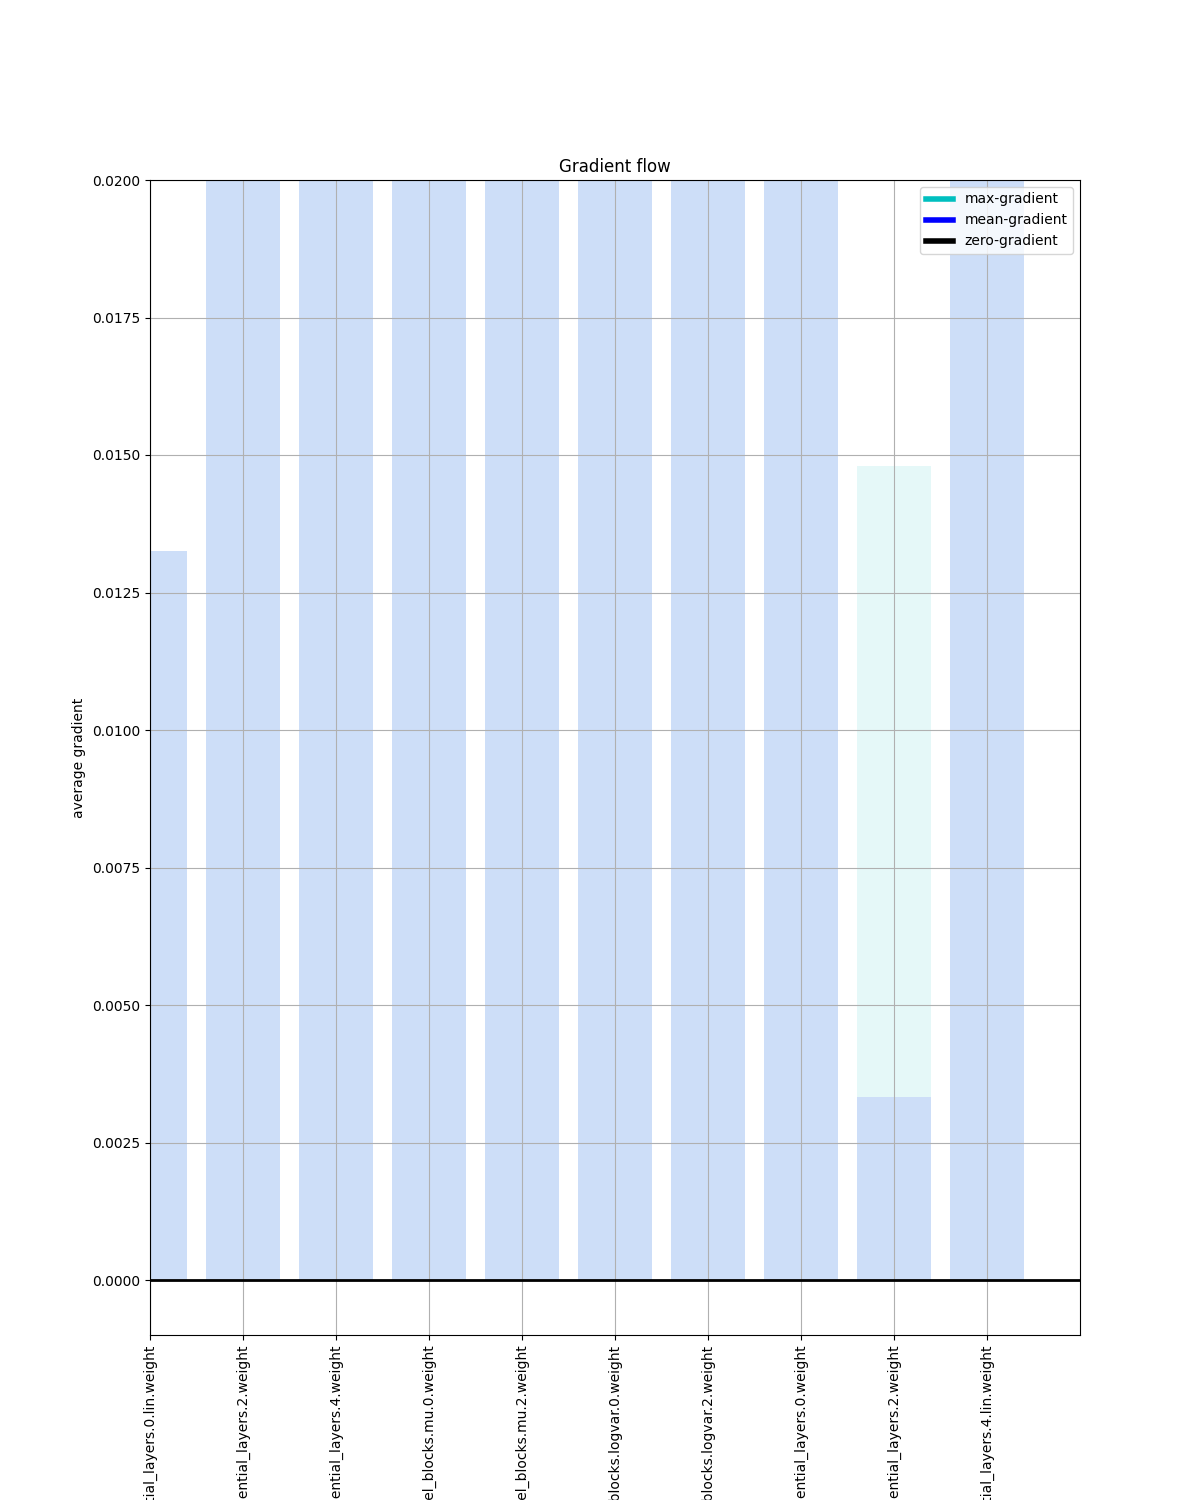 Gradient flow
max-gradient
mean-gradient
zero-gradient
0.0200
0.0175
0.0150
0.0125
0.0100
0.0075
0.0050
0.0025
0.0000
average gradient
tial_layers.0.lin.weight
ential_layers.2.weight
ential_layers.4.weight
el_blocks.mu.0.weight
el_blocks.mu.2.weight
blocks.logvar.0.weight
blocks.logvar.2.weight
ential_layers.0.weight
ential_layers.2.weight
tial_layers.4.lin.weight